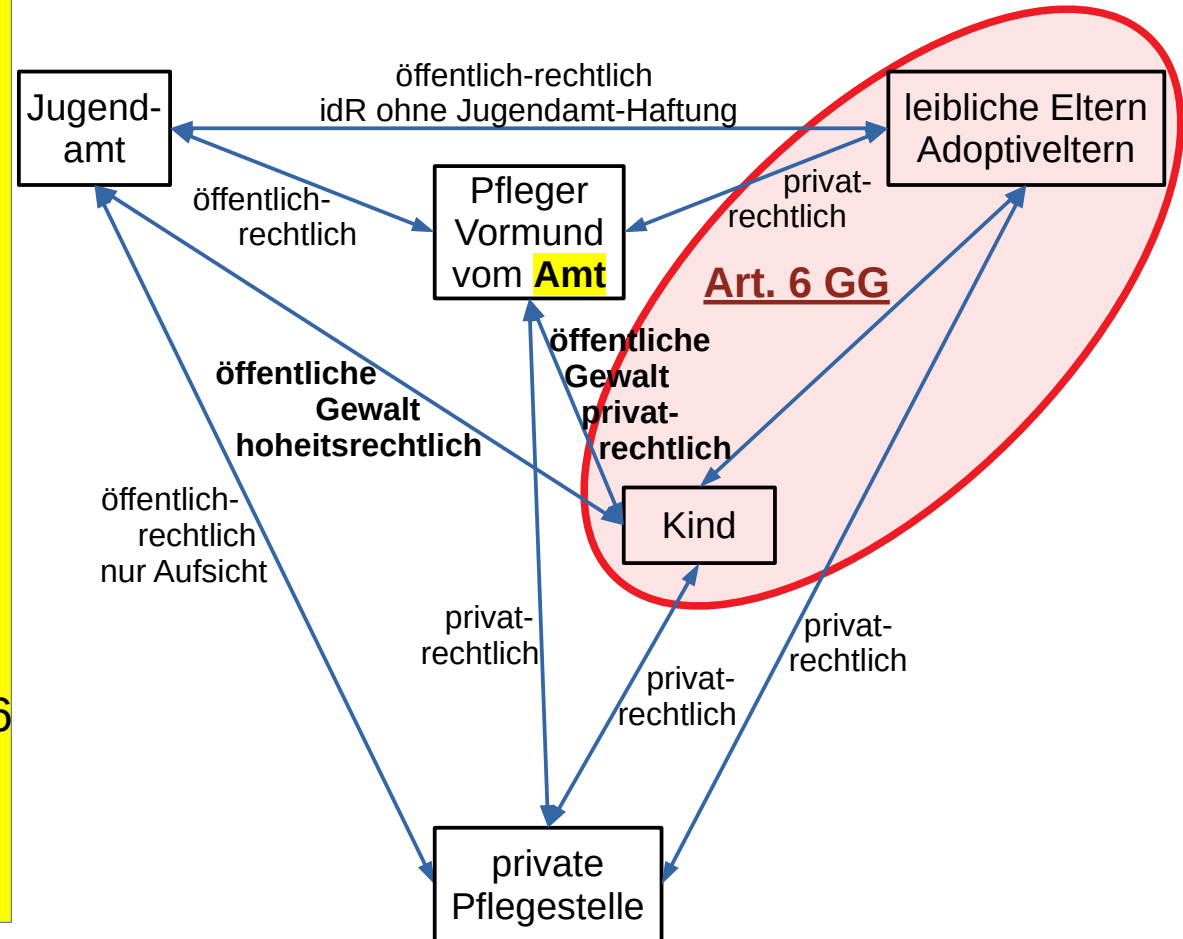 öffentlich-rechtlich
idR ohne Jugendamt-Haftung
Jugend-
amt
leibliche Eltern
Adoptiveltern
öffentlich-
rechtlich
Pfleger
Vormund
vom Amt
privat-
rechtlich
Art. 6 GG
öffentliche
Gewalt
hoheitsrechtlich
öffentliche
Gewalt
privat-
rechtlich
Kind
öffentlich-
rechtlich
nur Aufsicht
privat-
rechtlich
privat-
rechtlich
privat-
rechtlich
6
private
Pflegestelle